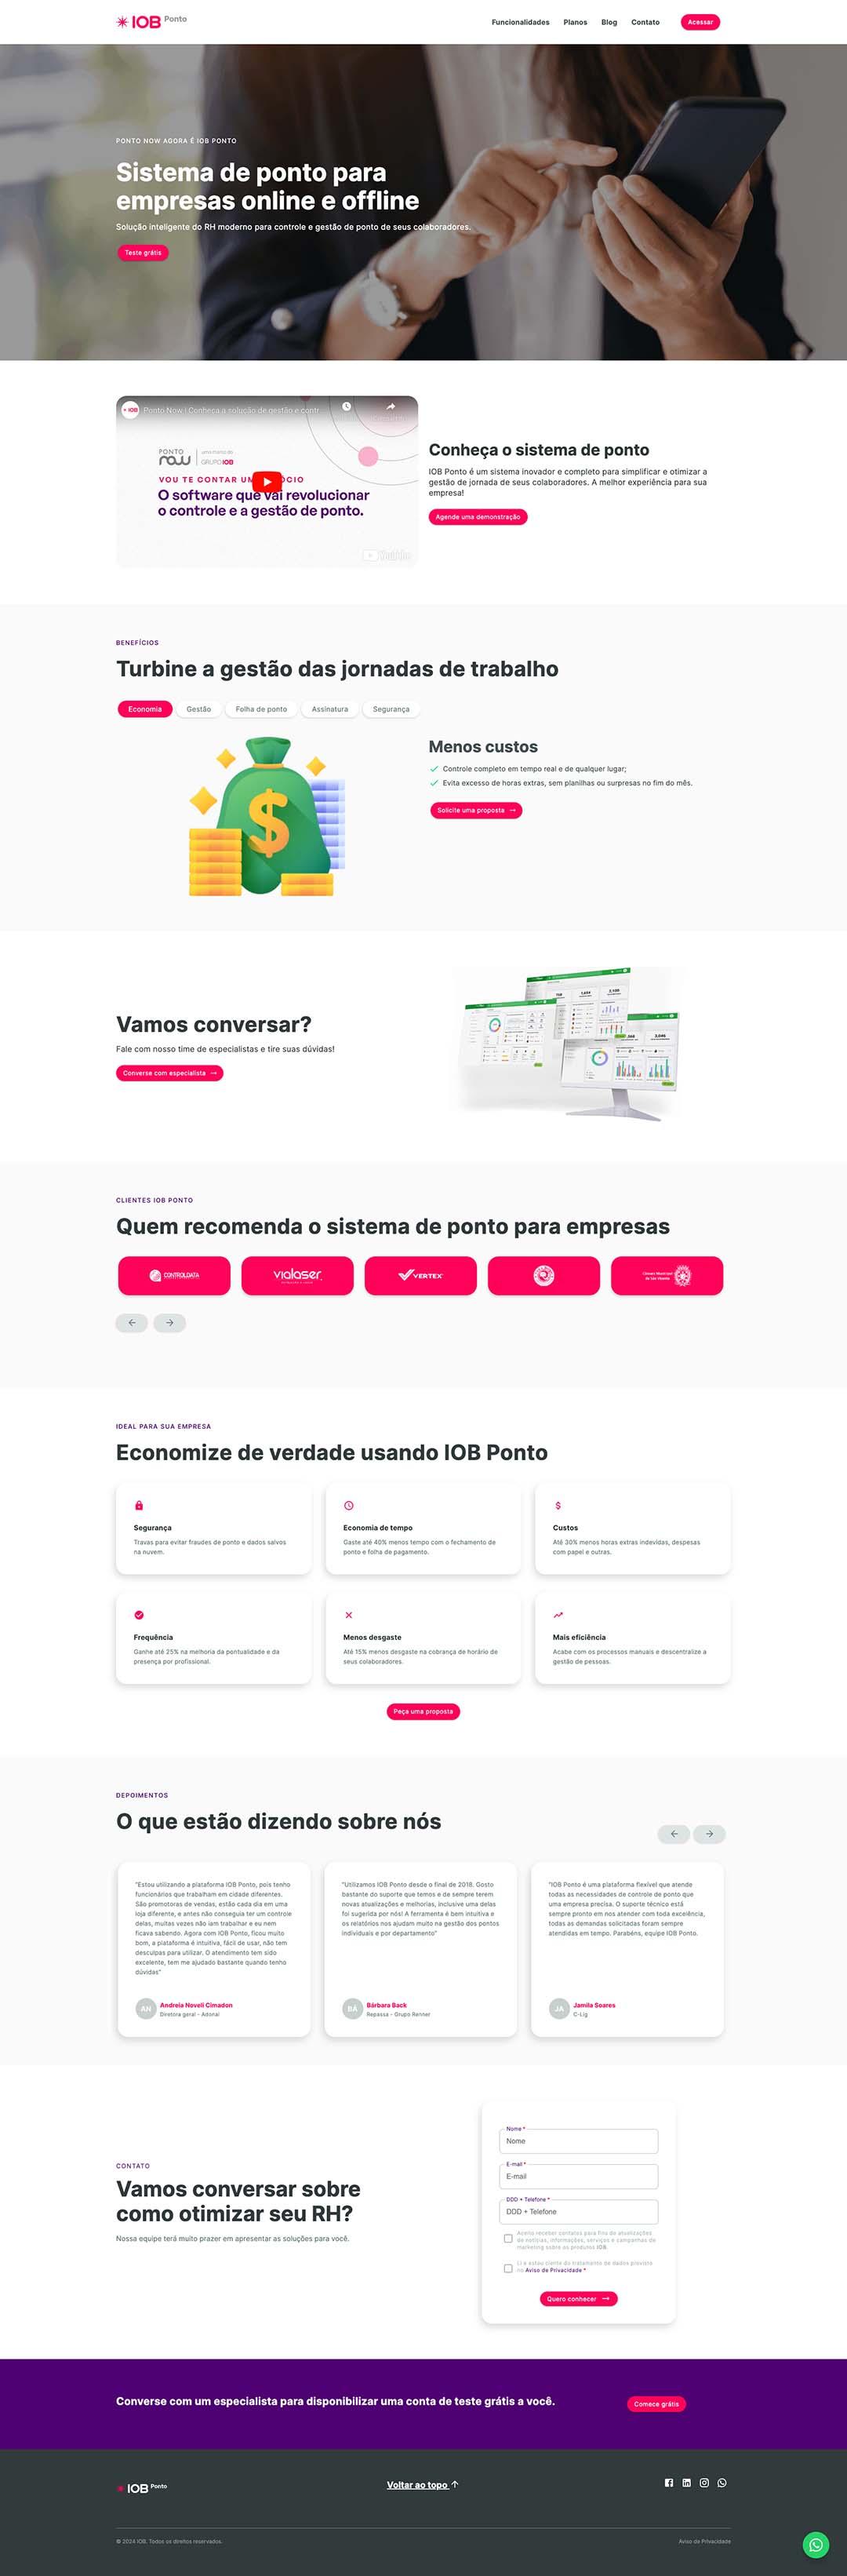 IOB Ponto
Funcionalidades Planos Blog Contato Acessar
PONTO NOW AGORA É IOB PONTO
Sistema de ponto para
empresas online e offline
Solução inteligente do RH moderno para controle e gestão de ponto de seus colaboradores.
Teste grátis
IOB Ponto Now | Conheça a solução de gestão e contr
PONTO
now
uma marca do
GRUPO IOB
VOU TE CONTAR UM
O software que vai revolucionar
o controle e a gestão de ponto.
Conheça o sistema de ponto
IOB Ponto é um sistema inovador e completo para simplificar e otimizar a
gestão de jornada de seus colaboradores. A melhor experiência para sua
empresa!
Agende uma demonstração
BENEFÍCIOS
Turbine a gestão das jornadas de trabalho
Economia Gestão Folha de ponto Assinatura Segurança
Menos custos
Controle completo em tempo real e de qualquer lugar;
Evita excesso de horas extras, sem planilhas ou surpresas no fim do mês.
Solicite uma proposta →
Vamos conversar?
Fale com nosso time de especialistas e tire suas dúvidas!
Converse com especialista →
CLIENTES IOB PONTO
Quem recomenda o sistema de ponto para empresas
CONTROLDATA
vialaser
VERTEX
Câmara Municipal
de São Vicente
← →
IDEAL PARA SUA EMPRESA
Economize de verdade usando IOB Ponto
Segurança
Travas para evitar fraudes de ponto e dados salvos
na nuvem.
Economia de tempo
Gaste até 40% menos tempo com o fechamento de
ponto e folha de pagamento.
Custos
Até 30% menos horas extras indevidas, despesas
com papel e outras.
Frequência
Ganhe até 25% na melhoria da pontualidade e da
presença por profissional.
Menos desgaste
Até 15% menos desgaste na cobrança de horário de
seus colaboradores.
Mais eficiência
Acabe com os processos manuais e descentralize a
gestão de pessoas.
Peça uma proposta
DEPOIMENTOS
O que estão dizendo sobre nós
← →
"Estou utilizando a plataforma IOB Ponto, pois tenho
funcionários que trabalham em cidade diferentes.
São promotoras de vendas, estão cada dia em uma
loja diferente, e antes não conseguia ter um controle
delas, muitas vezes não iam trabalhar e eu nem
ficava sabendo. Agora com IOB Ponto, ficou muito
bom, a plataforma é intuitiva, fácil de usar, não tem
desculpas para utilizar. O atendimento tem sido
excelente, tem me ajudado bastante quando tenho
dúvidas"
AN Andreia Noveli Cimadon
Diretora geral - Adorai
"Utilizamos IOB Ponto desde o final de 2018. Gosto
bastante do suporte que temos e de sempre terem
novas atualizações e melhorias, inclusive uma delas
foi sugerida por nós! A ferramenta é bem intuitiva e
os relatórios nos ajudam muito na gestão dos pontos
individuais e por departamento"
BA Bárbara Back
Repassa - Grupo Renner
"IOB Ponto é uma plataforma flexível que atende
todas as necessidades de controle de ponto que
uma empresa precisa. O suporte técnico está
sempre pronto em nos atender com toda exceiência,
todas as demandas solicitadas foram sempre
atendidas em tempo. Parabéns, equipe IOB Ponto.
JA Jamila Soares
C-Lig
CONTATO
Vamos conversar sobre
como otimizar seu RH?
Nossa equipe terá muito prazer em apresentar as soluções para você.
Nome *
Nome
E-mail *
E-mail
DDD + Telefone *
DDD + Telefone
Aceito receber contatos para fins de atualizações
de notícias, informações, serviços e campanhas de
marketing sobre os produtos IOB.
Li e estou ciente do tratamento de dados previsto
no Aviso de Privacidade *
Quero conhecer →
Converse com um especialista para disponibilizar uma conta de teste grátis a você.
Comece grátis
IOB Ponto
Voltar ao topo ↑
© 2024 IOB. Todos os direitos reservados.
Aviso de Privacidade